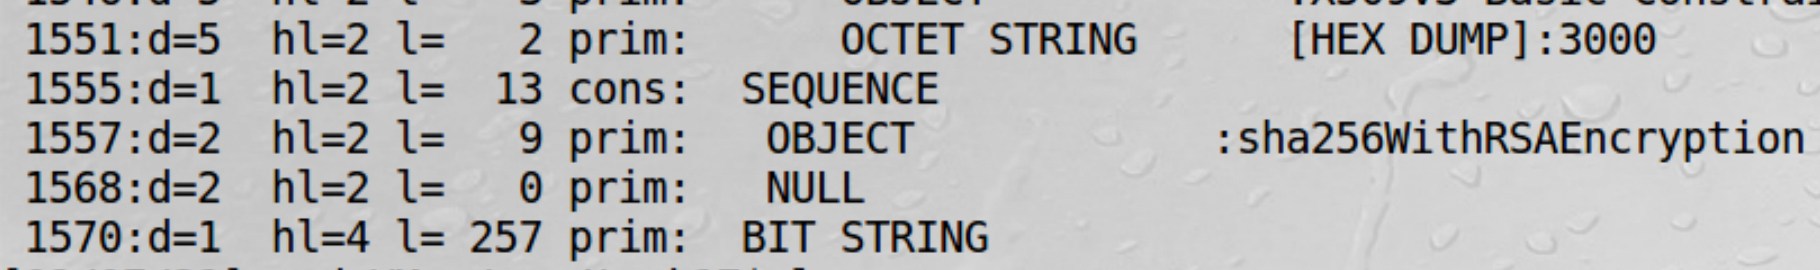 1551:d=5  hl=2 l=   2 prim:      OCTET STRING      [HEX DUMP]:3000
1555:d=1  hl=2 l=  13 cons:  SEQUENCE
1557:d=2  hl=2 l=   9 prim:   OBJECT            :sha256WithRSAEncryption
1568:d=2  hl=2 l=   0 prim:   NULL
1570:d=1  hl=4 l= 257 prim:  BIT STRING